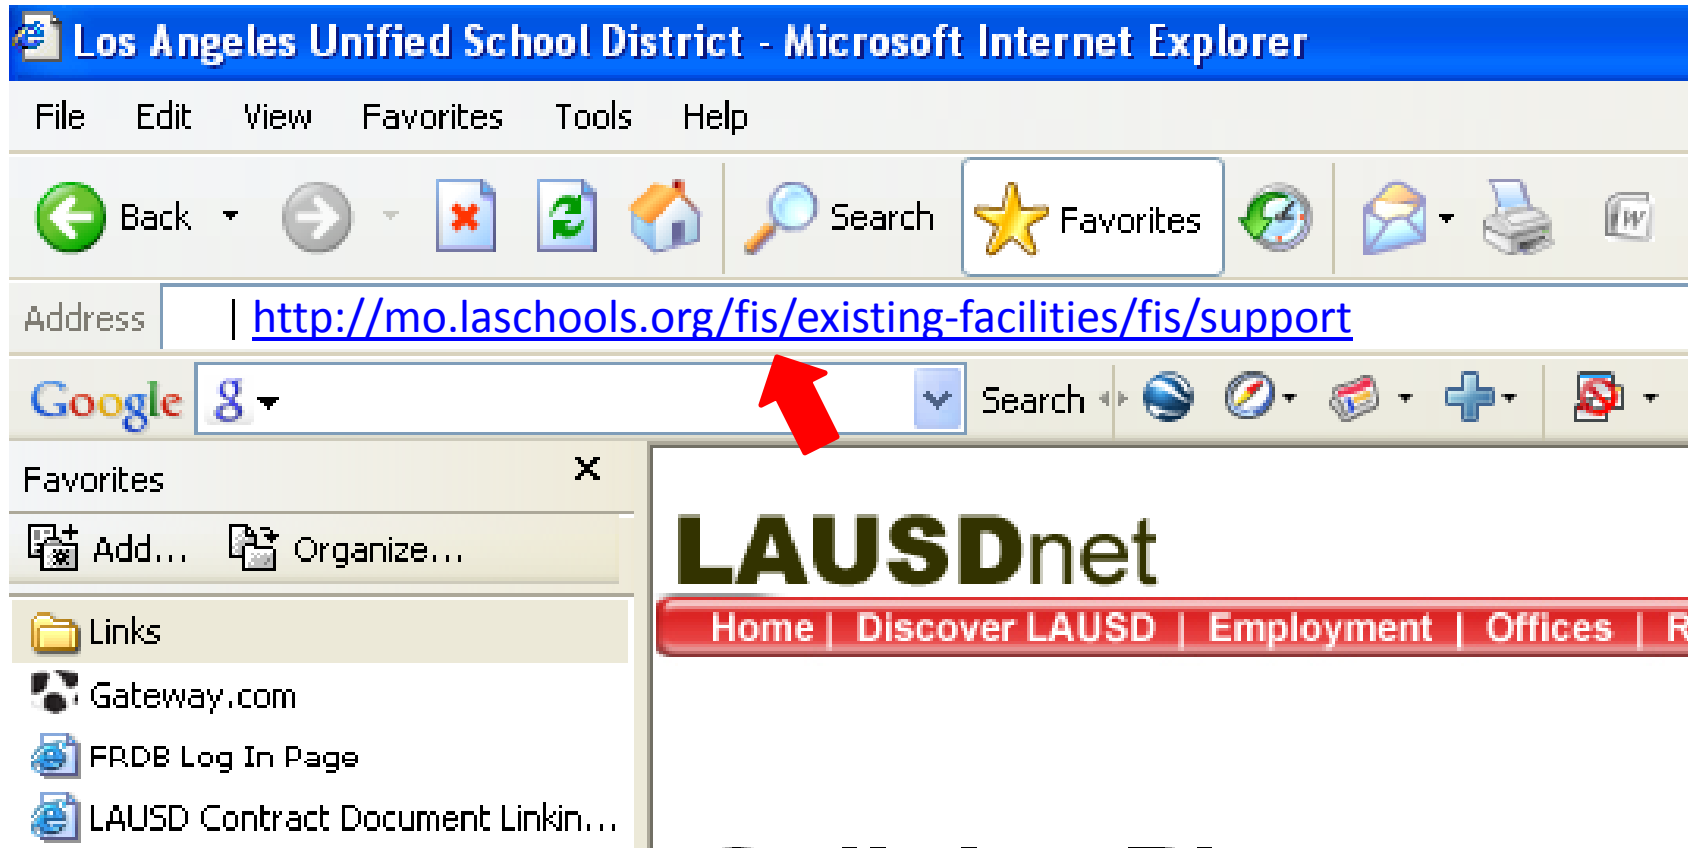 Los Angeles Unified School District - Microsoft Internet Explorer
File Edit View Favorites Tools Help
Back Search Favorites W
Address | http://mo.laschools.org/fis/existing-facilities/fis/support
Google g Search
Favorites X
Add... Organize...
Links
Gateway.com
FRDB Log In Page
LAUSD Contract Document Linkin...
LAUSDnet
Home | Discover LAUSD | Employment | Offices | R